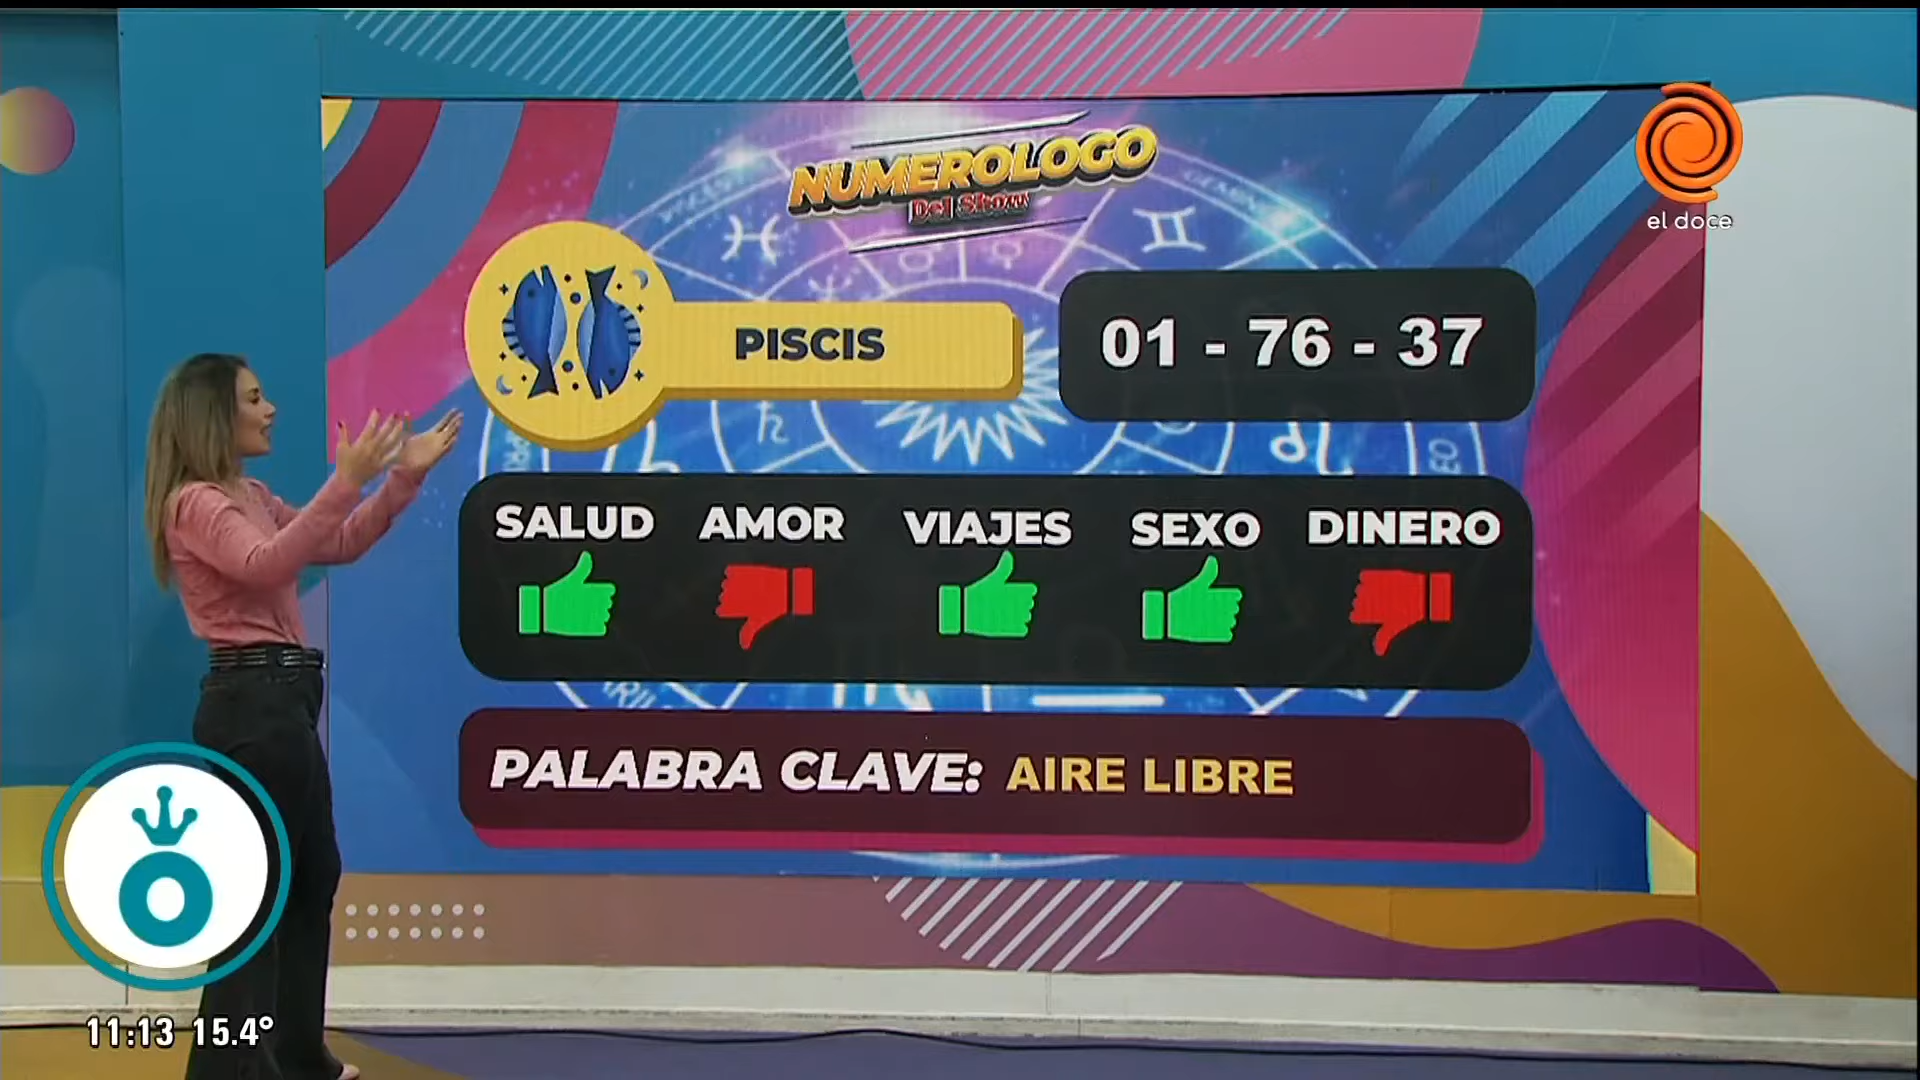 NUMEROLOGO
Del Show
el doce
PISCIS
01 - 76 - 37
SALUD AMOR VIAJES SEXO DINERO
PALABRA CLAVE: AIRE LIBRE
11:13 15.4°